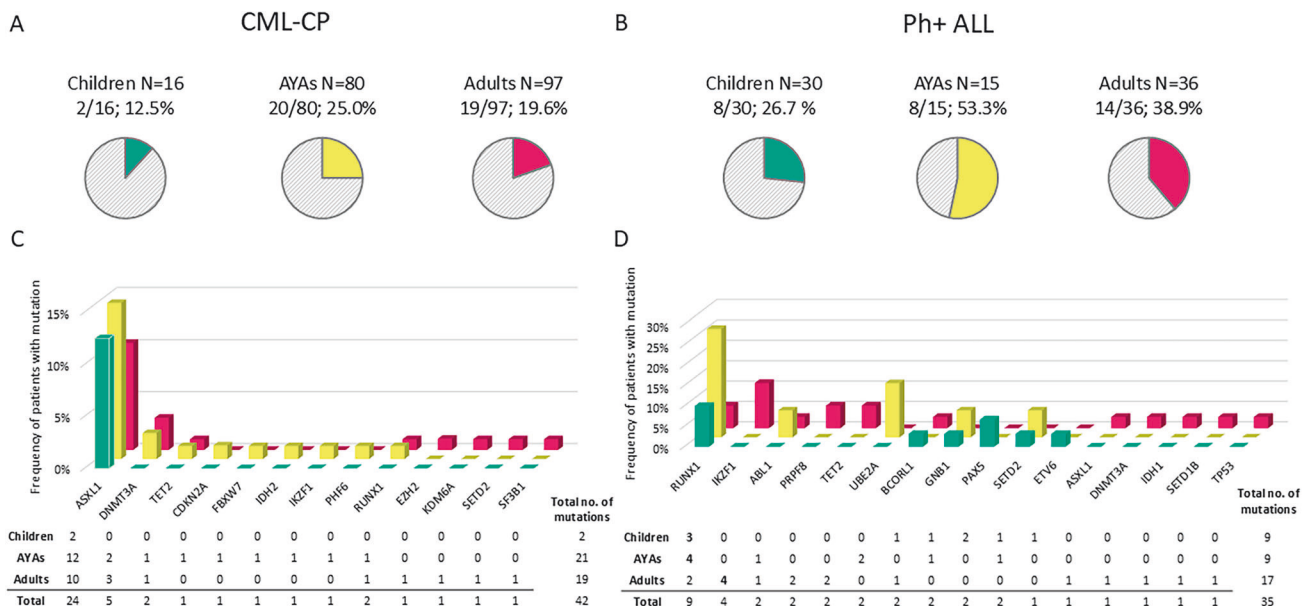 A
CML-CP
Children N=16
2/16; 12.5%
AYAs N=80
20/80; 25.0%
Adults N=97
19/97; 19.6%
B
Ph+ ALL
Children N=30
8/30; 26.7 %
AYAs N=15
8/15; 53.3%
Adults N=36
14/36; 38.9%
C
Frequency of patients with mutation
15%
10%
5%
0%
ASXL1
DNMT3A
TET2
CDKN2A
FBXW7
IDH2
IKZF1
PHF6
RUNX1
EZH2
KDM6A
SETD2
SF3B1
Total no. of
mutations
Children 2 0 0 0 0 0 0 0 0 0 0 0 0 2
AYAs 12 2 1 1 1 1 1 1 1 0 0 0 0 21
Adults 10 3 1 0 0 0 0 0 1 1 1 1 1 19
Total 24 5 2 1 1 1 1 1 2 1 1 1 1 42
D
Frequency of patients with mutation
30%
25%
20%
15%
10%
5%
0%
RUNX1
IKZF1
ABL1
PRPF8
TET2
UBE2A
BCORL1
GNB1
PAX5
SETD2
ETV6
ASXL1
DNMT3A
IDH1
SETD1B
TP53
Total no. of
mutations
Children 3 0 0 0 0 0 1 1 2 1 1 0 0 0 0 0 9
AYAs 4 0 1 0 0 2 0 1 0 1 0 0 0 0 0 0 9
Adults 2 4 1 2 2 0 1 0 0 0 0 1 1 1 1 1 17
Total 9 4 2 2 2 2 2 2 2 2 1 1 1 1 1 1 35